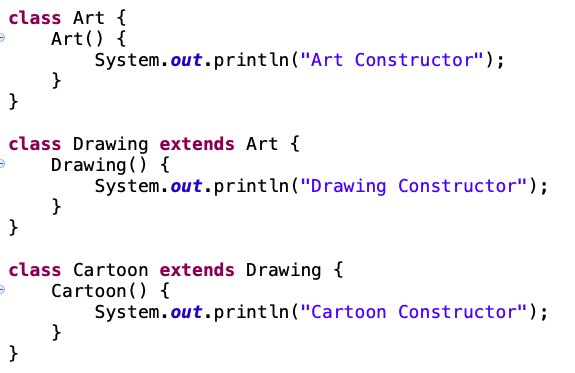 class Art {
    Art() {
        System.out.println("Art Constructor");
    }
}

class Drawing extends Art {
    Drawing() {
        System.out.println("Drawing Constructor");
    }
}

class Cartoon extends Drawing {
    Cartoon() {
        System.out.println("Cartoon Constructor");
    }
}